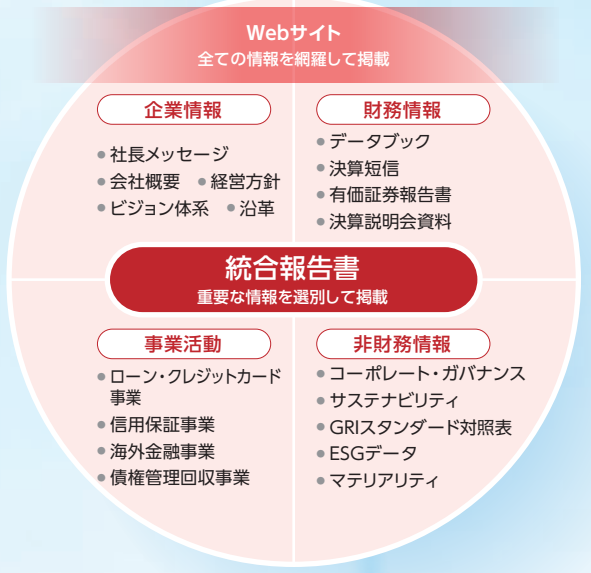 Webサイト
全ての情報を網羅して掲載
企業情報
● 社長メッセージ
● 会社概要 ● 経営方針
● ビジョン体系 ● 沿革
財務情報
● データブック
● 決算短信
● 有価証券報告書
● 決算説明会資料
統合報告書
重要な情報を選別して掲載
事業活動
● ローン・クレジットカード
事業
● 信用保証事業
● 海外金融事業
● 債権管理回収事業
非財務情報
● コーポレート・ガバナンス
● サステナビリティ
● GRIスタンダード対照表
● ESGデータ
● マテリアリティ